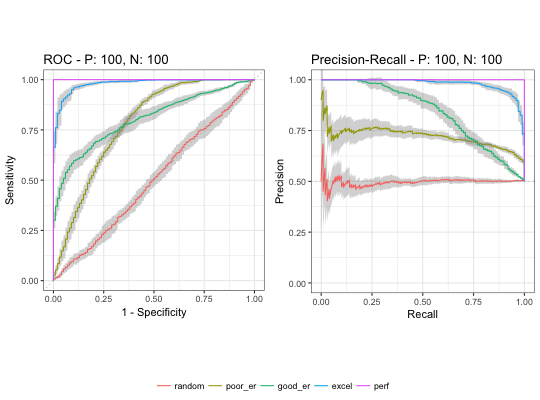 ROC - P: 100, N: 100
1.00
0.75
0.50
0.25
0.00
Sensitivity
0.00 0.25 0.50 0.75 1.00
1 - Specificity
Precision-Recall - P: 100, N: 100
1.00
0.75
0.50
0.25
0.00
Precision
0.00 0.25 0.50 0.75 1.00
Recall
random poor_er good_er excel perf